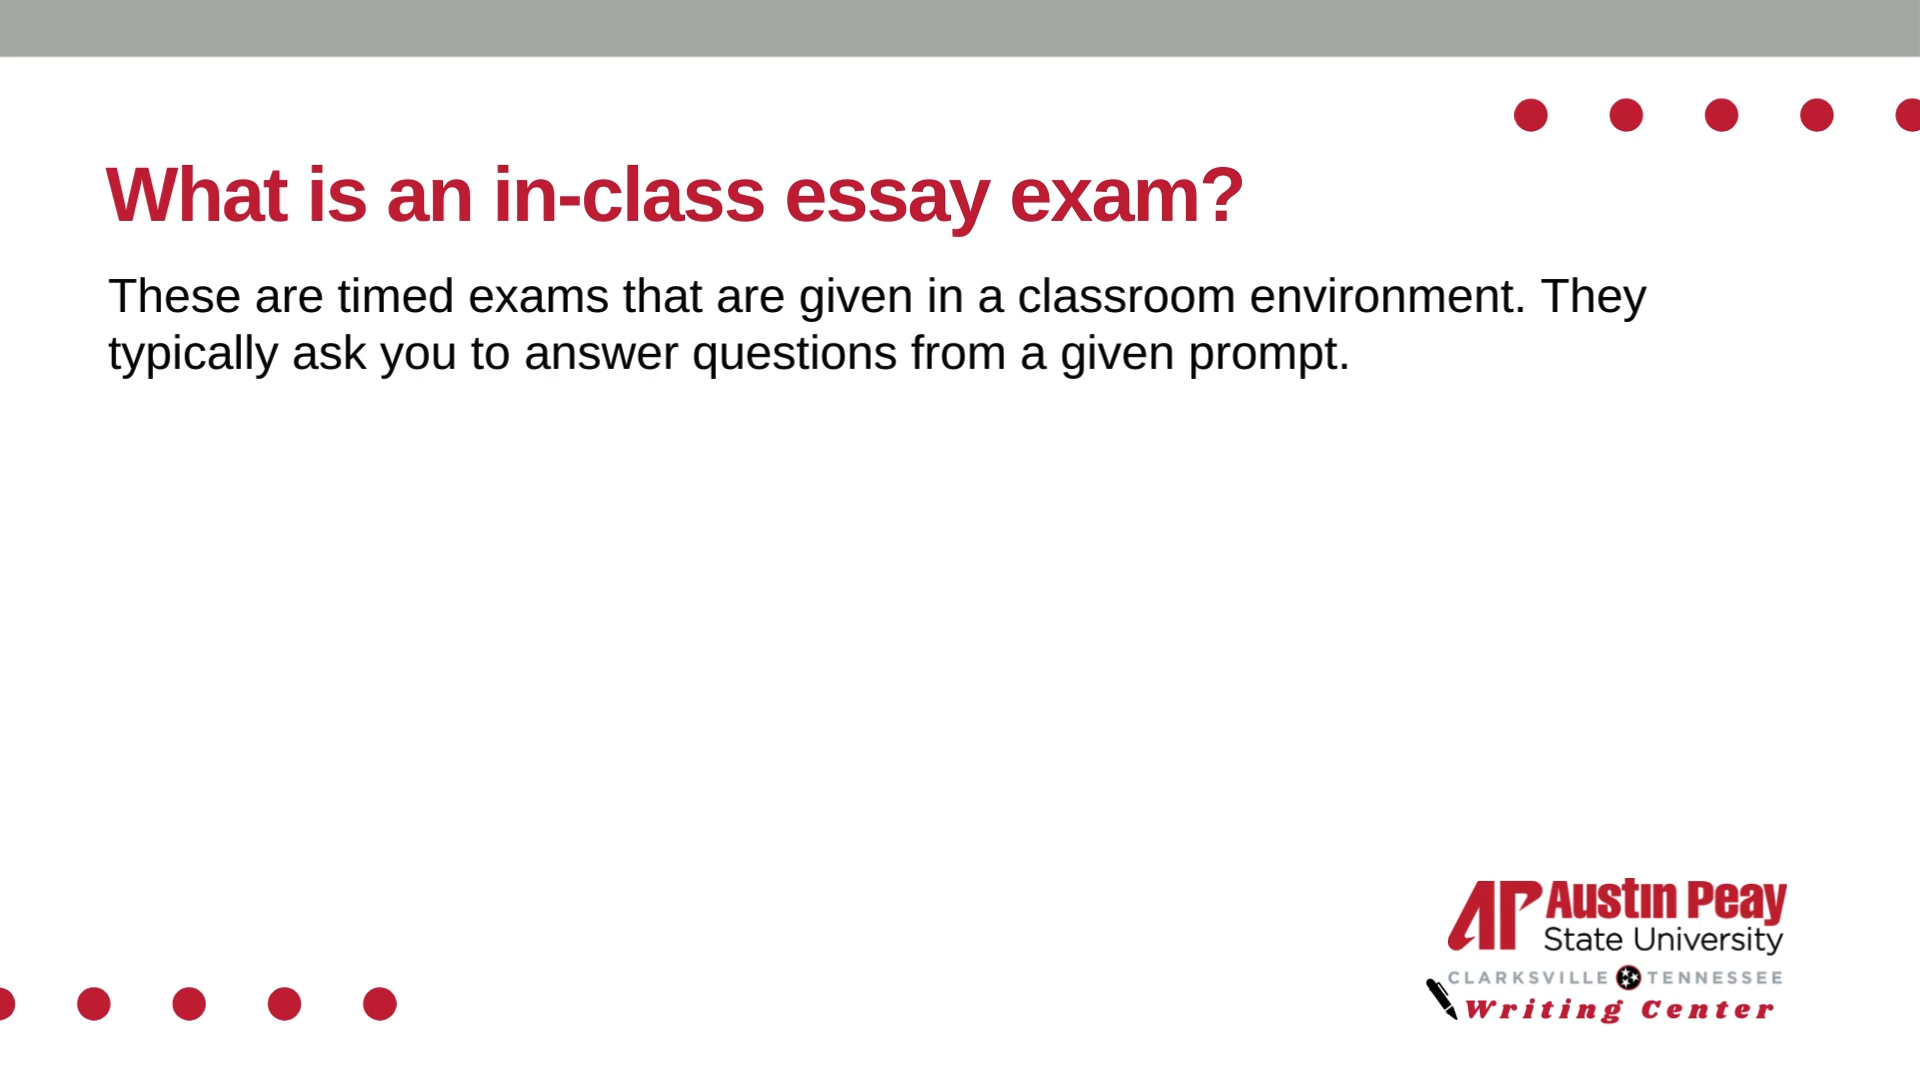 What is an in-class essay exam?
These are timed exams that are given in a classroom environment. They
typically ask you to answer questions from a given prompt.
AP Austin Peay
State University
CLARKSVILLE TENNESSEE
Writing Center